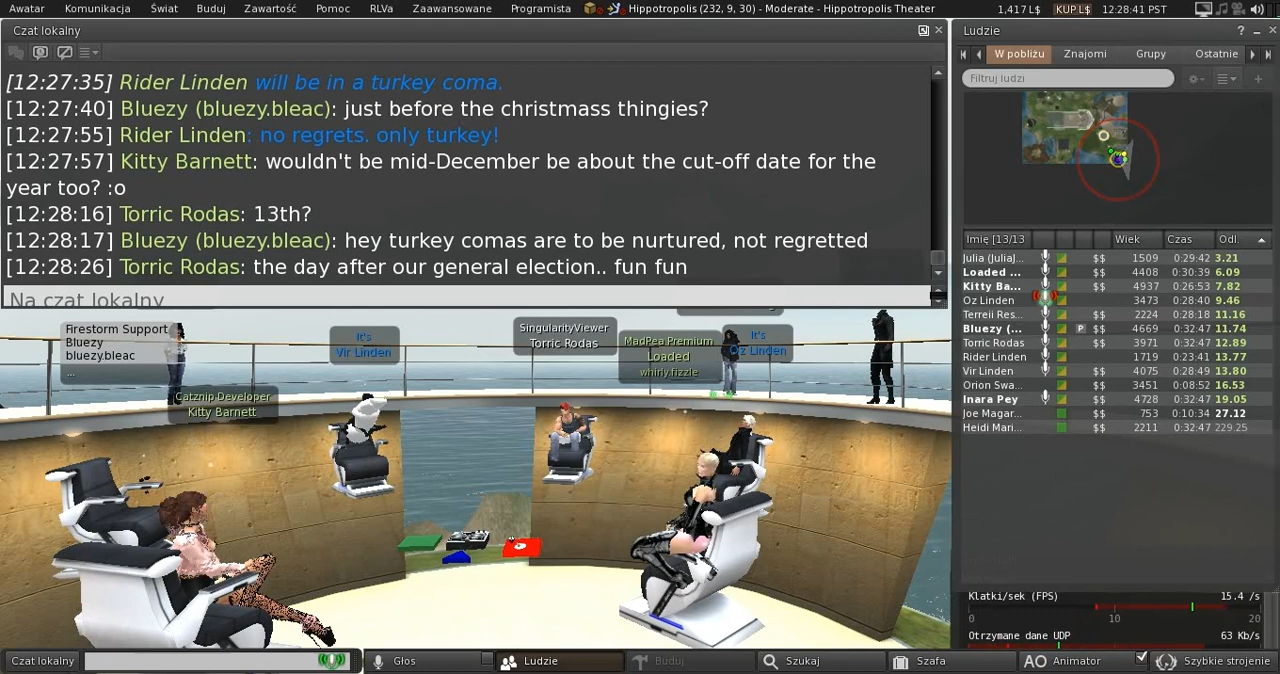 Awatar Komunikacja Świat Buduj Zawartość Pomoc RLVa Zaawansowane Programista Hippotropolis (232, 9, 30) - Moderate - Hippotropolis Theater 1,417 L$ KUP L$ 12:28:41 PST
Czat lokalny
[12:27:35] Rider Linden will be in a turkey coma.
[12:27:40] Bluezy (bluezy.bleac): just before the christmass thingies?
[12:27:55] Rider Linden: no regrets. only turkey!
[12:27:57] Kitty Barnett: wouldn't be mid-December be about the cut-off date for the
year too? :o
[12:28:16] Torric Rodas: 13th?
[12:28:17] Bluezy (bluezy.bleac): hey turkey comas are to be nurtured, not regretted
[12:28:26] Torric Rodas: the day after our general election.. fun fun
Na czat lokalny
Firestorm Support
Bluezy
bluezy.bleac
...
It's
Vir Linden
SingularityViewer
Torric Rodas
MadPea Premium
Loaded
whirly.fizzle
It's
Oz Linden
Catznip Developer
Kitty Barnett
Ludzie ?
W pobliżu Znajomi Grupy Ostatnie
Filtruj ludzi
Imię [13/13 Wiek Czas Odl.
Julia (JuliaJ... $$ 1509 0:29:42 3.21
Loaded ... $$ 4408 0:30:39 6.09
Kitty Ba... $$ 4937 0:26:53 7.82
Oz Linden 3473 0:28:40 9.46
Terreii Res... $$ 2224 0:28:18 11.16
Bluezy (... P $$ 4669 0:32:47 11.74
Torric Rodas $$ 3971 0:32:47 12.89
Rider Linden 1719 0:23:41 13.77
Vir Linden $$ 4075 0:28:49 13.80
Orion Swa... $$ 3451 0:08:52 16.53
Inara Pey $$ 4728 0:32:47 19.05
Joe Magar... $$ 753 0:10:34 27.12
Heidi Mari... $$ 2211 0:32:47 229.25
Klatki/sek (FPS) 15.4 /s
0 10 20
Otrzymane dane UDP 63 Kb/s
Czat lokalny Głos Ludzie Buduj Szukaj Szafa AO Animator Szybkie strojenie